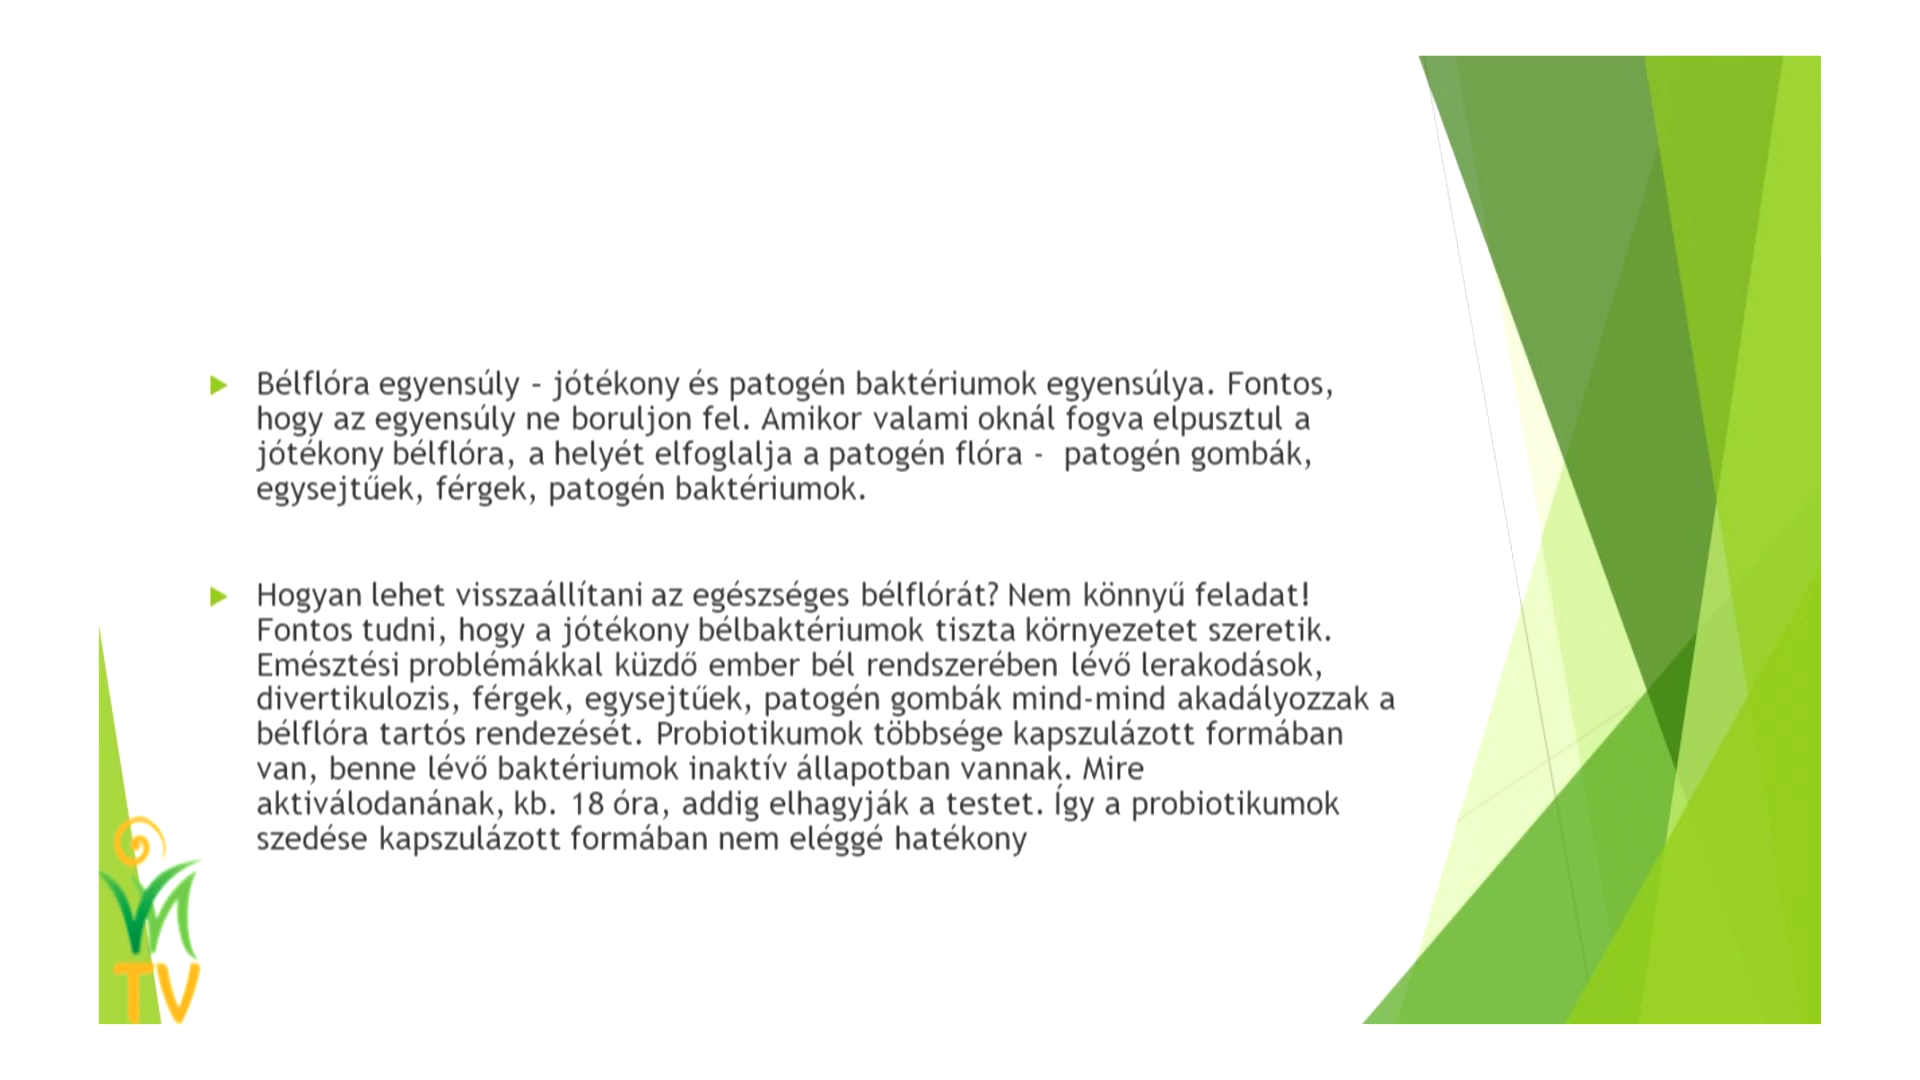 Bélflóra egyensúly - jótékony és patogén baktériumok egyensúlya. Fontos,
hogy az egyensúly ne boruljon fel. Amikor valami oknál fogva elpusztul a
jótékony bélflóra, a helyét elfoglalja a patogén flóra - patogén gombák,
egysejtűek, férgek, patogén baktériumok.
Hogyan lehet visszaállítani az egészséges bélflórát? Nem könnyű feladat!
Fontos tudni, hogy a jótékony bélbaktériumok tiszta környezetet szeretik.
Emésztési problémákkal küzdő ember bél rendszerében lévő lerakodások,
divertikulozis, férgek, egysejtűek, patogén gombák mind-mind akadályozzak a
bélflóra tartós rendezését. Probiotikumok többsége kapszulázott formában
van, benne lévő baktériumok inaktív állapotban vannak. Mire
aktiválodanának, kb. 18 óra, addig elhagyják a testet. Így a probiotikumok
szedése kapszulázott formában nem eléggé hatékony
TV